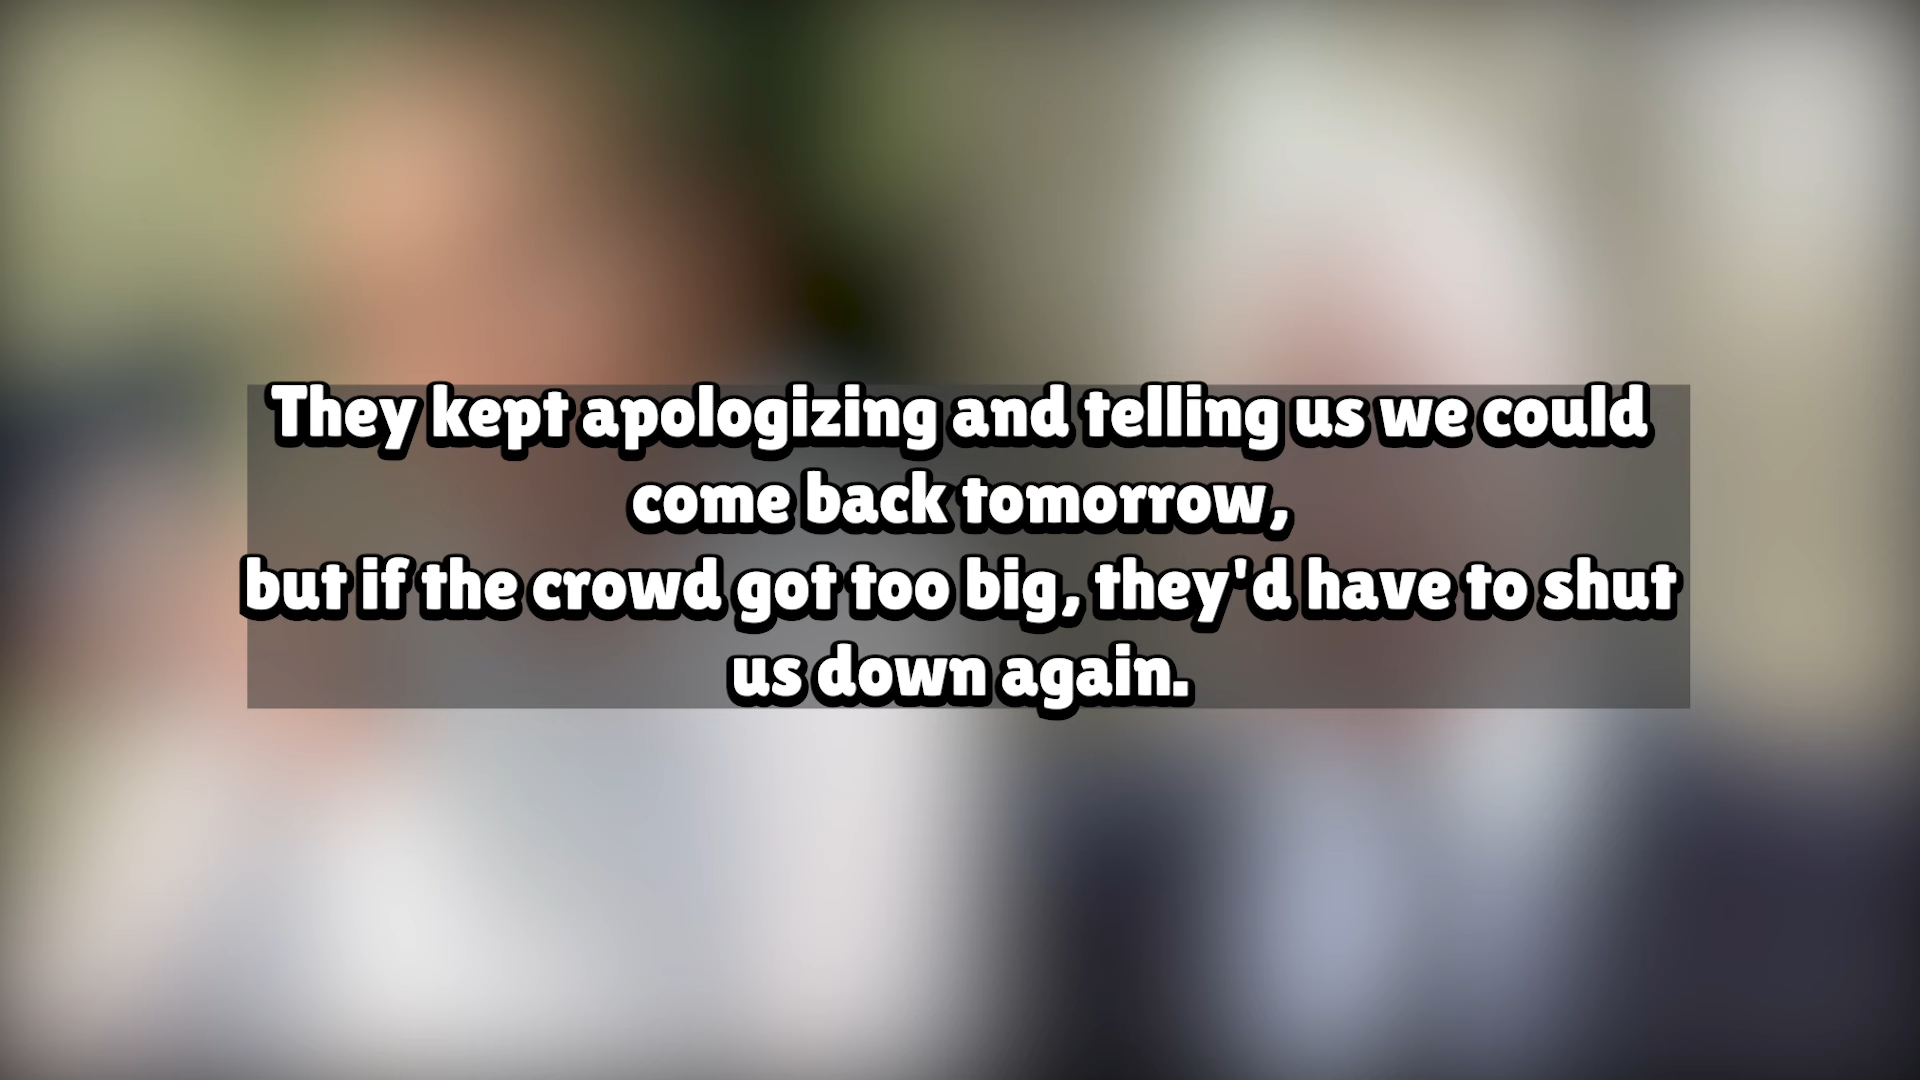 They kept apologizing and telling us we could
come back tomorrow,
but if the crowd got too big, they'd have to shut
us down again.